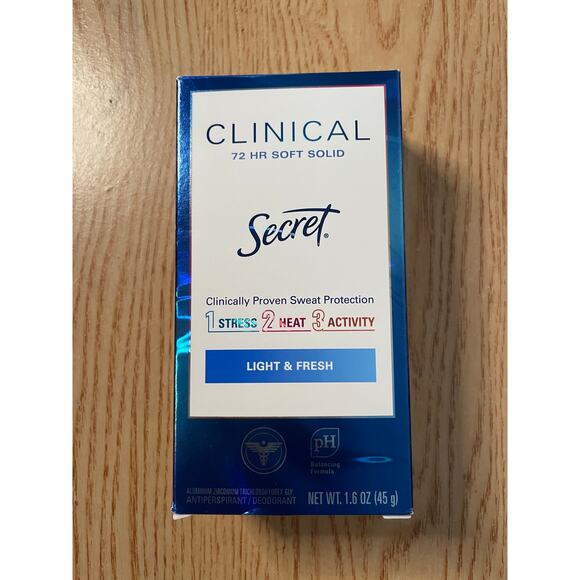 CLINICAL
72 HR SOFT SOLID
Secret®
Clinically Proven Sweat Protection
1 STRESS 2 HEAT 3 ACTIVITY
LIGHT & FRESH
pH
Balancing
Formula
ALUMINUM ZIRCONIUM TRICHLOROHYDREX GLY
ANTIPERSPIRANT/DEODORANT
NET WT. 1.6 OZ (45 g)